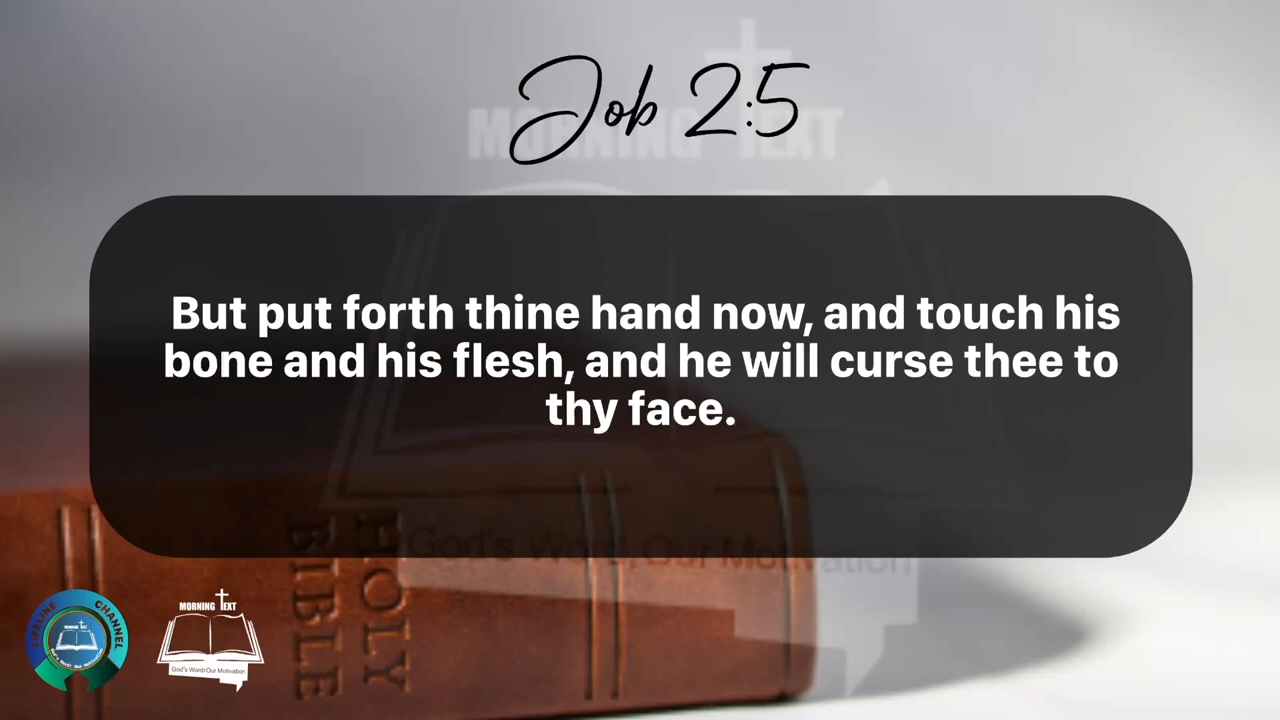 Job 2:5
MORNING TEXT
But put forth thine hand now, and touch his
bone and his flesh, and he will curse thee to
thy face.
God's Word, Our Motivation
HOLY
BIBLE
LIFELINE CHANNEL
MORNING TEXT
God's Word: Our Motivation